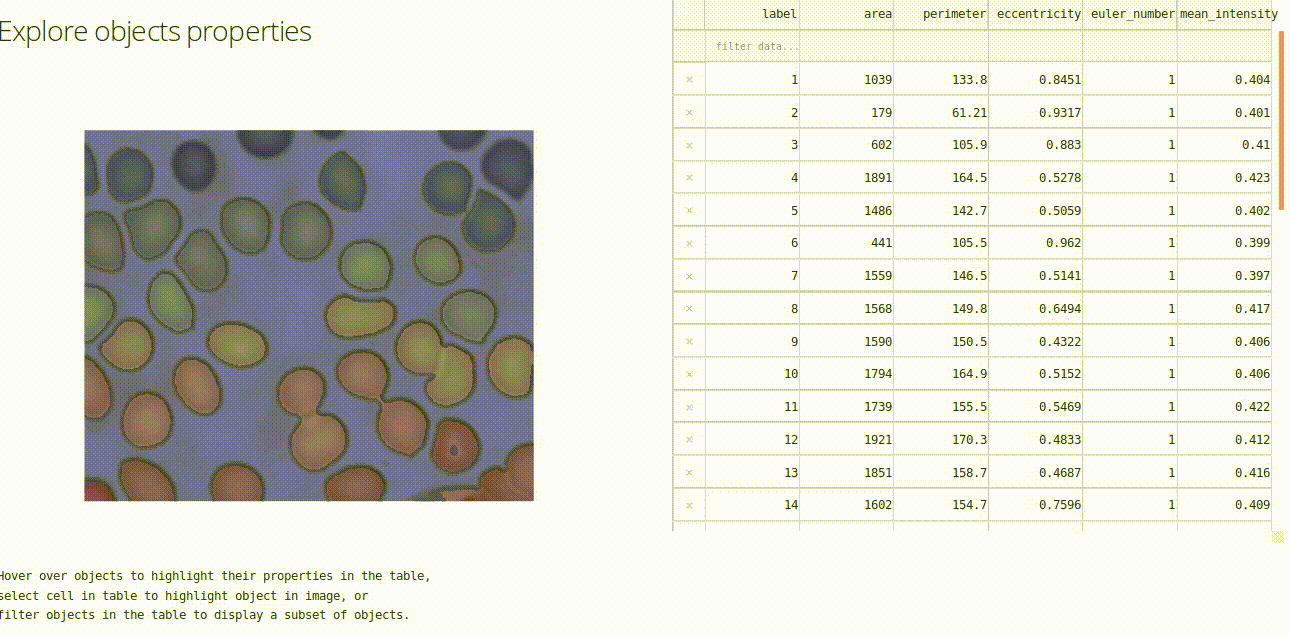 Explore objects properties
label area perimeter eccentricity euler_number mean_intensity
filter data...
× 1 1039 133.8 0.8451 1 0.404
× 2 179 61.21 0.9317 1 0.401
× 3 602 105.9 0.883 1 0.41
× 4 1891 164.5 0.5278 1 0.423
× 5 1486 142.7 0.5059 1 0.402
× 6 441 105.5 0.962 1 0.399
× 7 1559 146.5 0.5141 1 0.397
× 8 1568 149.8 0.6494 1 0.417
× 9 1590 150.5 0.4322 1 0.406
× 10 1794 164.9 0.5152 1 0.406
× 11 1739 155.5 0.5469 1 0.422
× 12 1921 170.3 0.4833 1 0.412
× 13 1851 158.7 0.4687 1 0.416
× 14 1602 154.7 0.7596 1 0.409
Hover over objects to highlight their properties in the table,
select cell in table to highlight object in image, or
filter objects in the table to display a subset of objects.